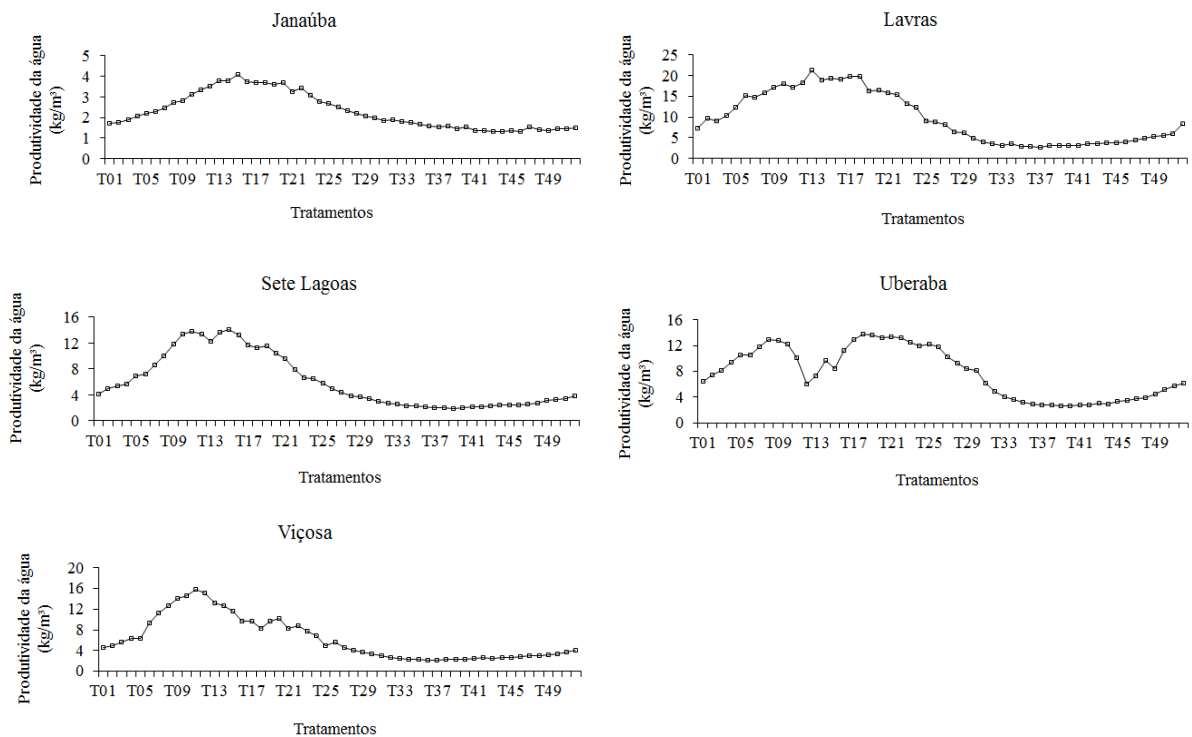 Janaúba
Produtividade da água
(kg/m³)
5
4
3
2
1
0
T01 T05 T09 T13 T17 T21 T25 T29 T33 T37 T41 T45 T49
Tratamentos
Lavras
Produtividade da água
(kg/m³)
25
20
15
10
5
0
T01 T05 T09 T13 T17 T21 T25 T29 T33 T37 T41 T45 T49
Tratamentos
Sete Lagoas
Produtividade da água
(kg/m³)
16
12
8
4
0
T01 T05 T09 T13 T17 T21 T25 T29 T33 T37 T41 T45 T49
Tratamentos
Uberaba
Produtividade da água
(kg/m³)
16
12
8
4
0
T01 T05 T09 T13 T17 T21 T25 T29 T33 T37 T41 T45 T49
Tratamentos
Viçosa
Produtividade da água
(kg/m³)
20
16
12
8
4
0
T01 T05 T09 T13 T17 T21 T25 T29 T33 T37 T41 T45 T49
Tratamentos